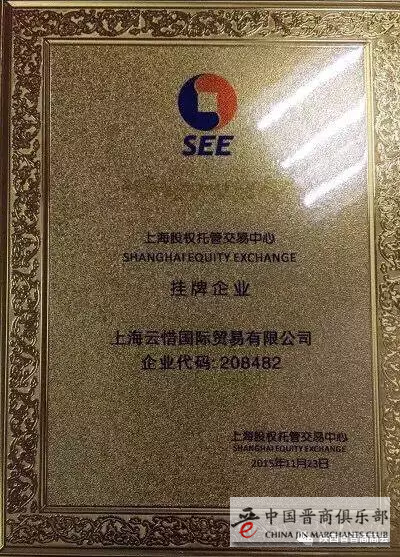 SEE
上海股权托管交易中心
SHANGHAI EQUITY EXCHANGE
挂牌企业
上海云惜国际贸易有限公司
企业代码:208482
上海股权托管交易中心
SHANGHAI EQUITY EXCHANGE
2015年11月23日
中国晋商俱乐部
CHINA JIN MERCHANTS CLUB